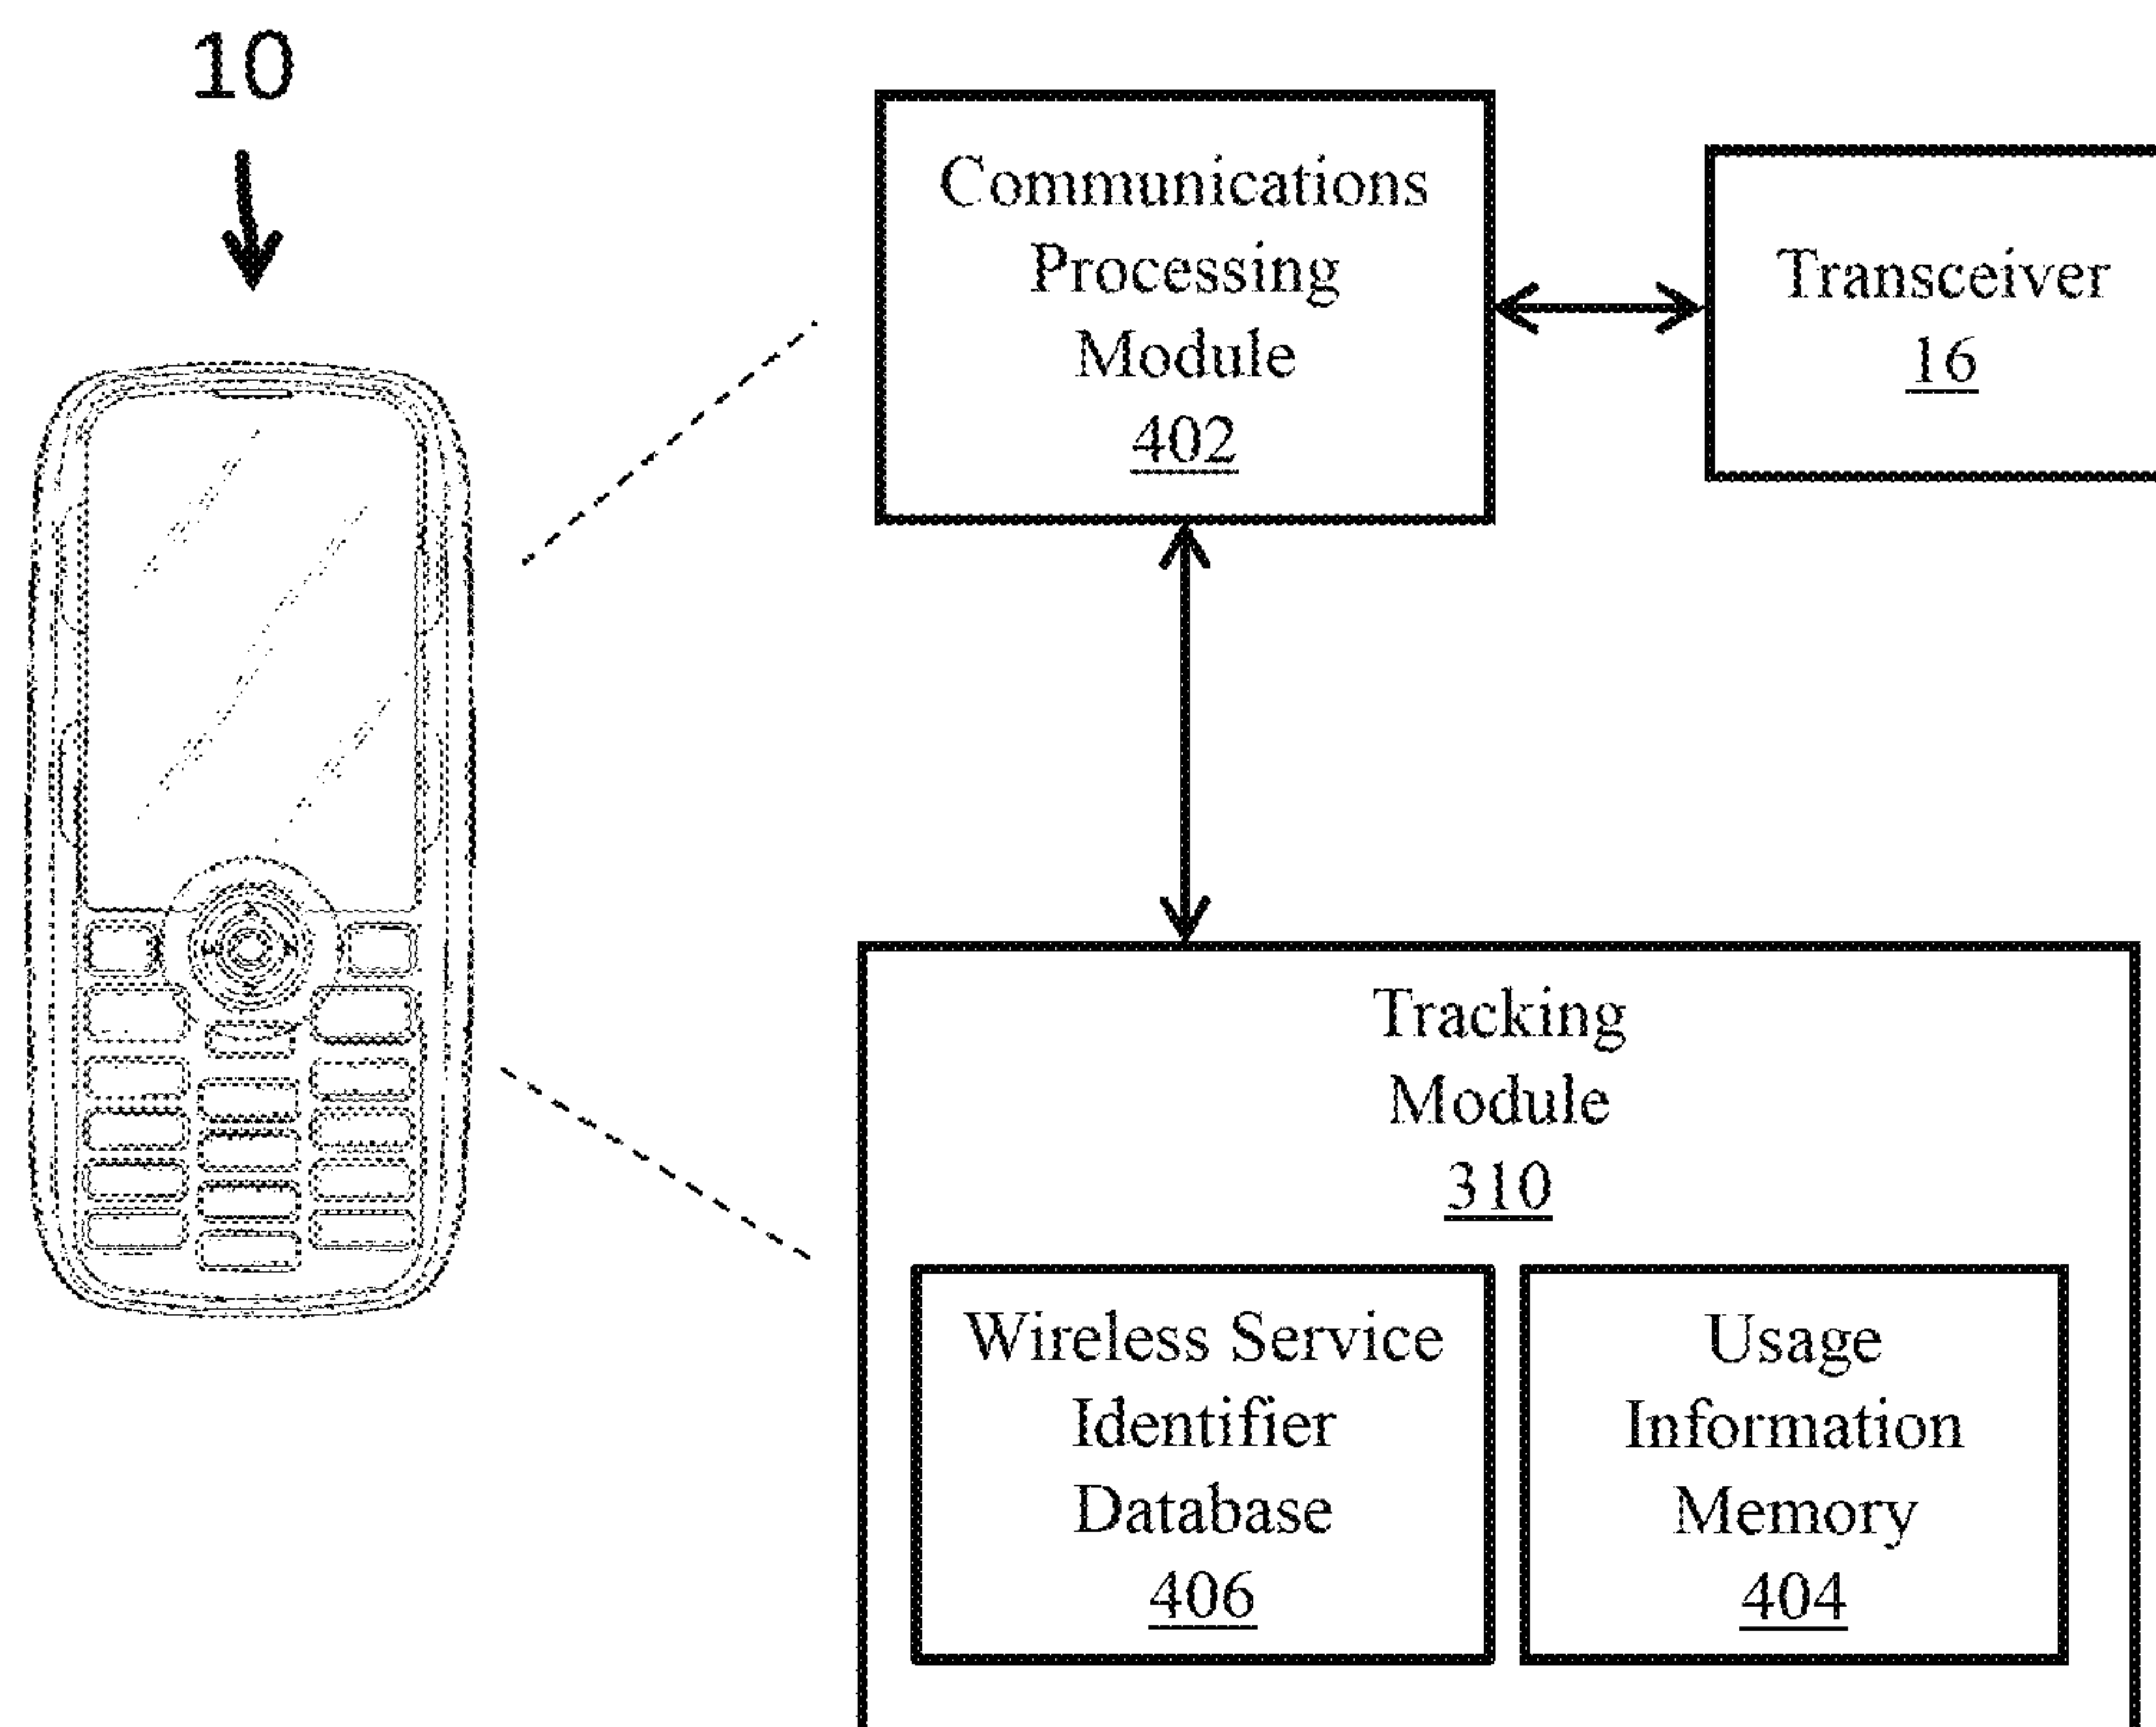 10
Communications
Processing
Module
402
Transceiver
16
Tracking
Module
310
Wireless Service
Identifier
Database
406
Usage
Information
Memory
404